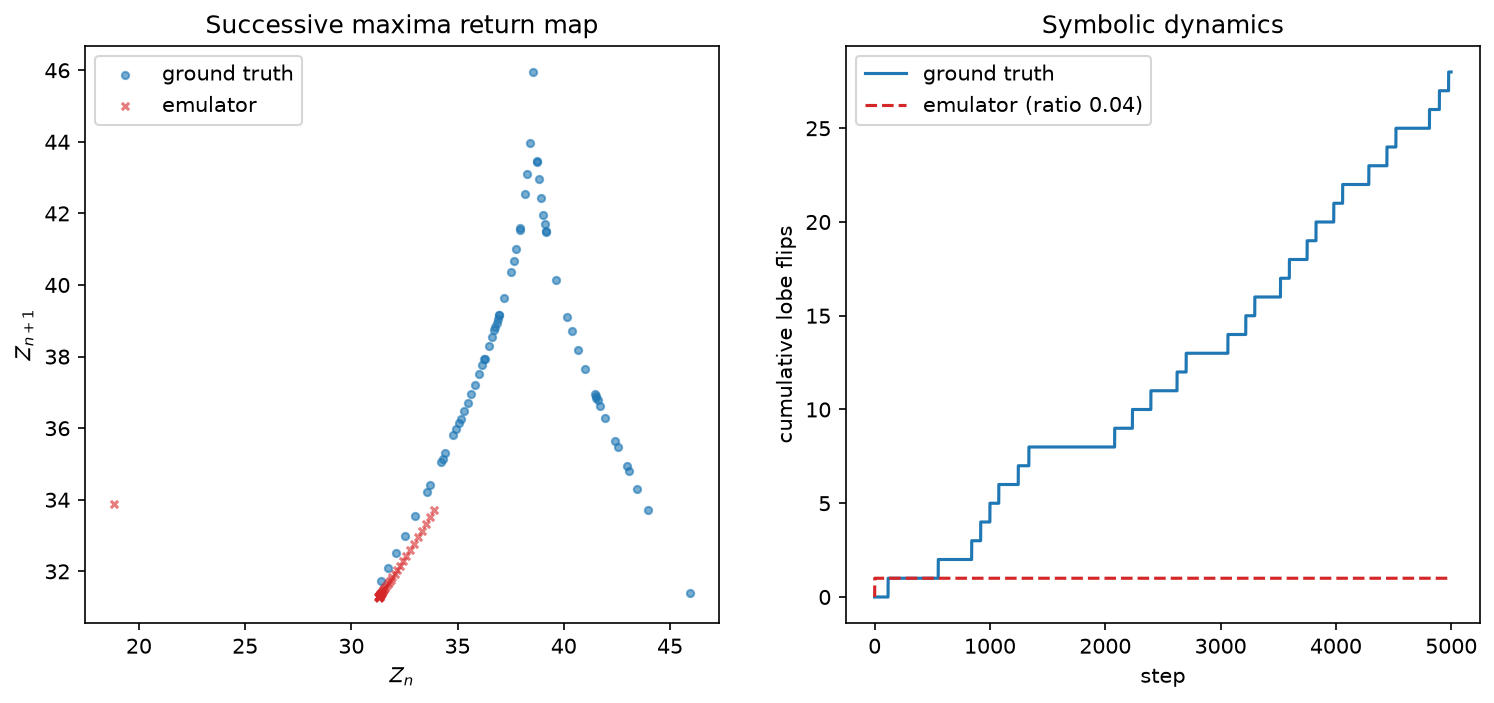 Successive maxima return map
ground truth
emulator
46
44
42
40
38
36
34
32
Z_{n+1}
20 25 30 35 40 45
Z_n
Symbolic dynamics
ground truth
emulator (ratio 0.04)
25
20
15
10
5
0
cumulative lobe flips
0 1000 2000 3000 4000 5000
step